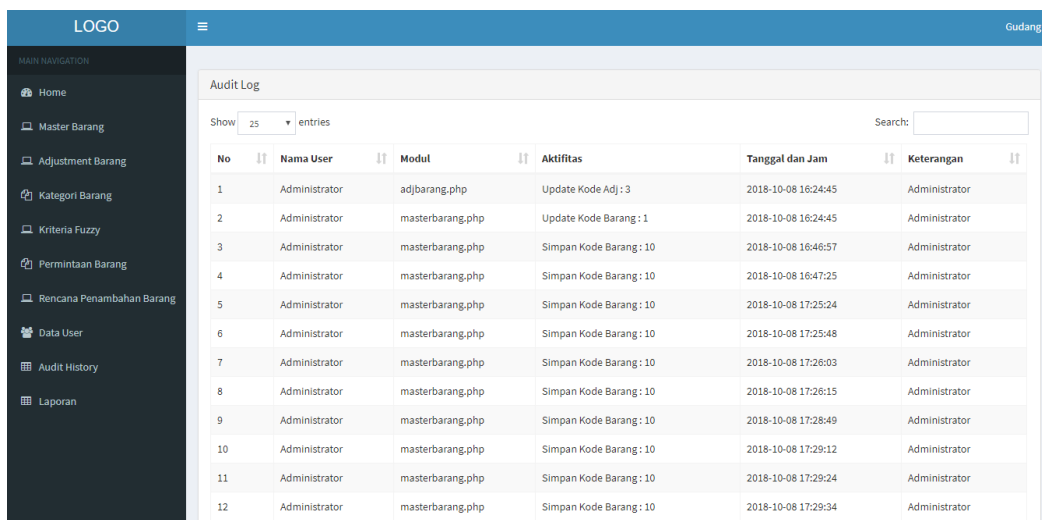 LOGO
Gudang
MAIN NAVIGATION
Home
Master Barang
Adjustment Barang
Kategori Barang
Kriteria Fuzzy
Permintaan Barang
Rencana Penambahan Barang
Data User
Audit History
Laporan
Audit Log
Show 25 entries
Search:
No Nama User Modul Aktifitas Tanggal dan Jam Keterangan
1 Administrator adjbarang.php Update Kode Adj : 3 2018-10-08 16:24:45 Administrator
2 Administrator masterbarang.php Update Kode Barang : 1 2018-10-08 16:24:45 Administrator
3 Administrator masterbarang.php Simpan Kode Barang : 10 2018-10-08 16:46:57 Administrator
4 Administrator masterbarang.php Simpan Kode Barang : 10 2018-10-08 16:47:25 Administrator
5 Administrator masterbarang.php Simpan Kode Barang : 10 2018-10-08 17:25:24 Administrator
6 Administrator masterbarang.php Simpan Kode Barang : 10 2018-10-08 17:25:48 Administrator
7 Administrator masterbarang.php Simpan Kode Barang : 10 2018-10-08 17:26:03 Administrator
8 Administrator masterbarang.php Simpan Kode Barang : 10 2018-10-08 17:26:15 Administrator
9 Administrator masterbarang.php Simpan Kode Barang : 10 2018-10-08 17:28:49 Administrator
10 Administrator masterbarang.php Simpan Kode Barang : 10 2018-10-08 17:29:12 Administrator
11 Administrator masterbarang.php Simpan Kode Barang : 10 2018-10-08 17:29:24 Administrator
12 Administrator masterbarang.php Simpan Kode Barang : 10 2018-10-08 17:29:34 Administrator